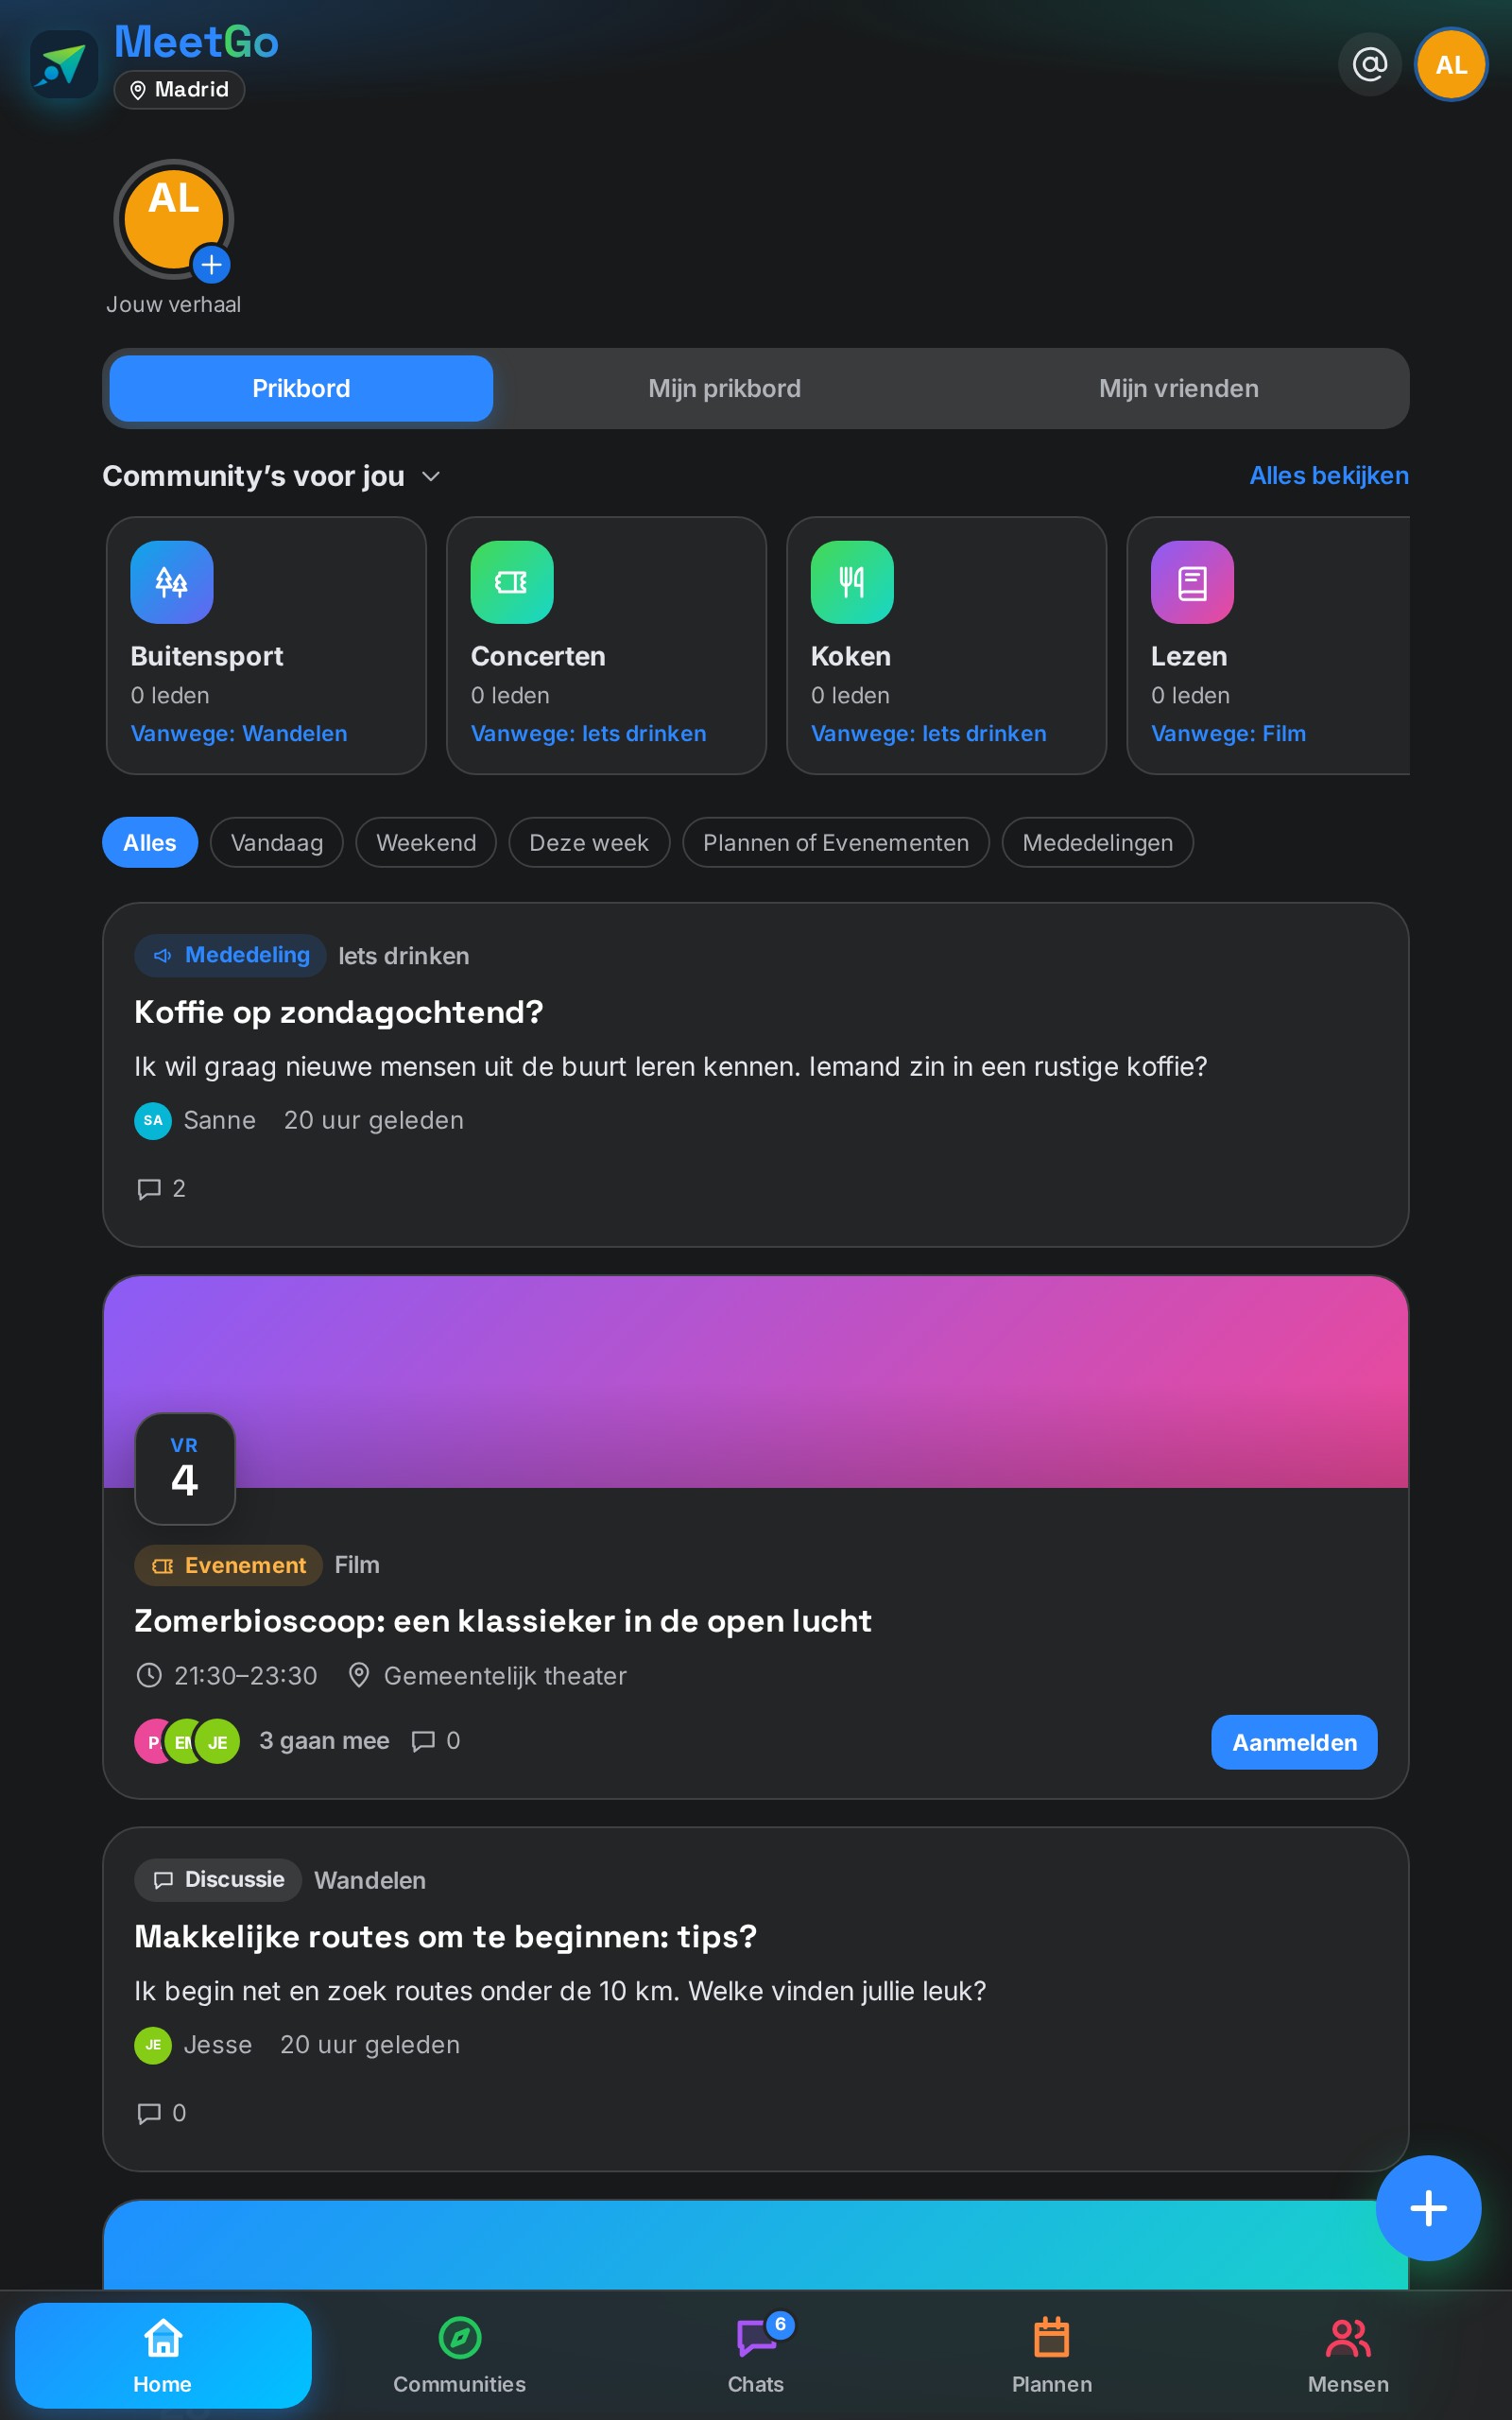 MeetGo
Madrid
AL
AL
Jouw verhaal
Prikbord
Mijn prikbord
Mijn vrienden
Community’s voor jou
Alles bekijken
Buitensport
0 leden
Vanwege: Wandelen
Concerten
0 leden
Vanwege: Iets drinken
Koken
0 leden
Vanwege: Iets drinken
Lezen
0 leden
Vanwege: Film
Alles
Vandaag
Weekend
Deze week
Plannen of Evenementen
Mededelingen
Mededeling Iets drinken
Koffie op zondagochtend?
Ik wil graag nieuwe mensen uit de buurt leren kennen. Iemand zin in een rustige koffie?
SA Sanne 20 uur geleden
2
VR
4
Evenement Film
Zomerbioscoop: een klassieker in de open lucht
21:30–23:30 Gemeentelijk theater
JE 3 gaan mee 0
Aanmelden
Discussie Wandelen
Makkelijke routes om te beginnen: tips?
Ik begin net en zoek routes onder de 10 km. Welke vinden jullie leuk?
JE Jesse 20 uur geleden
0
Home
Communities
6
Chats
Plannen
Mensen